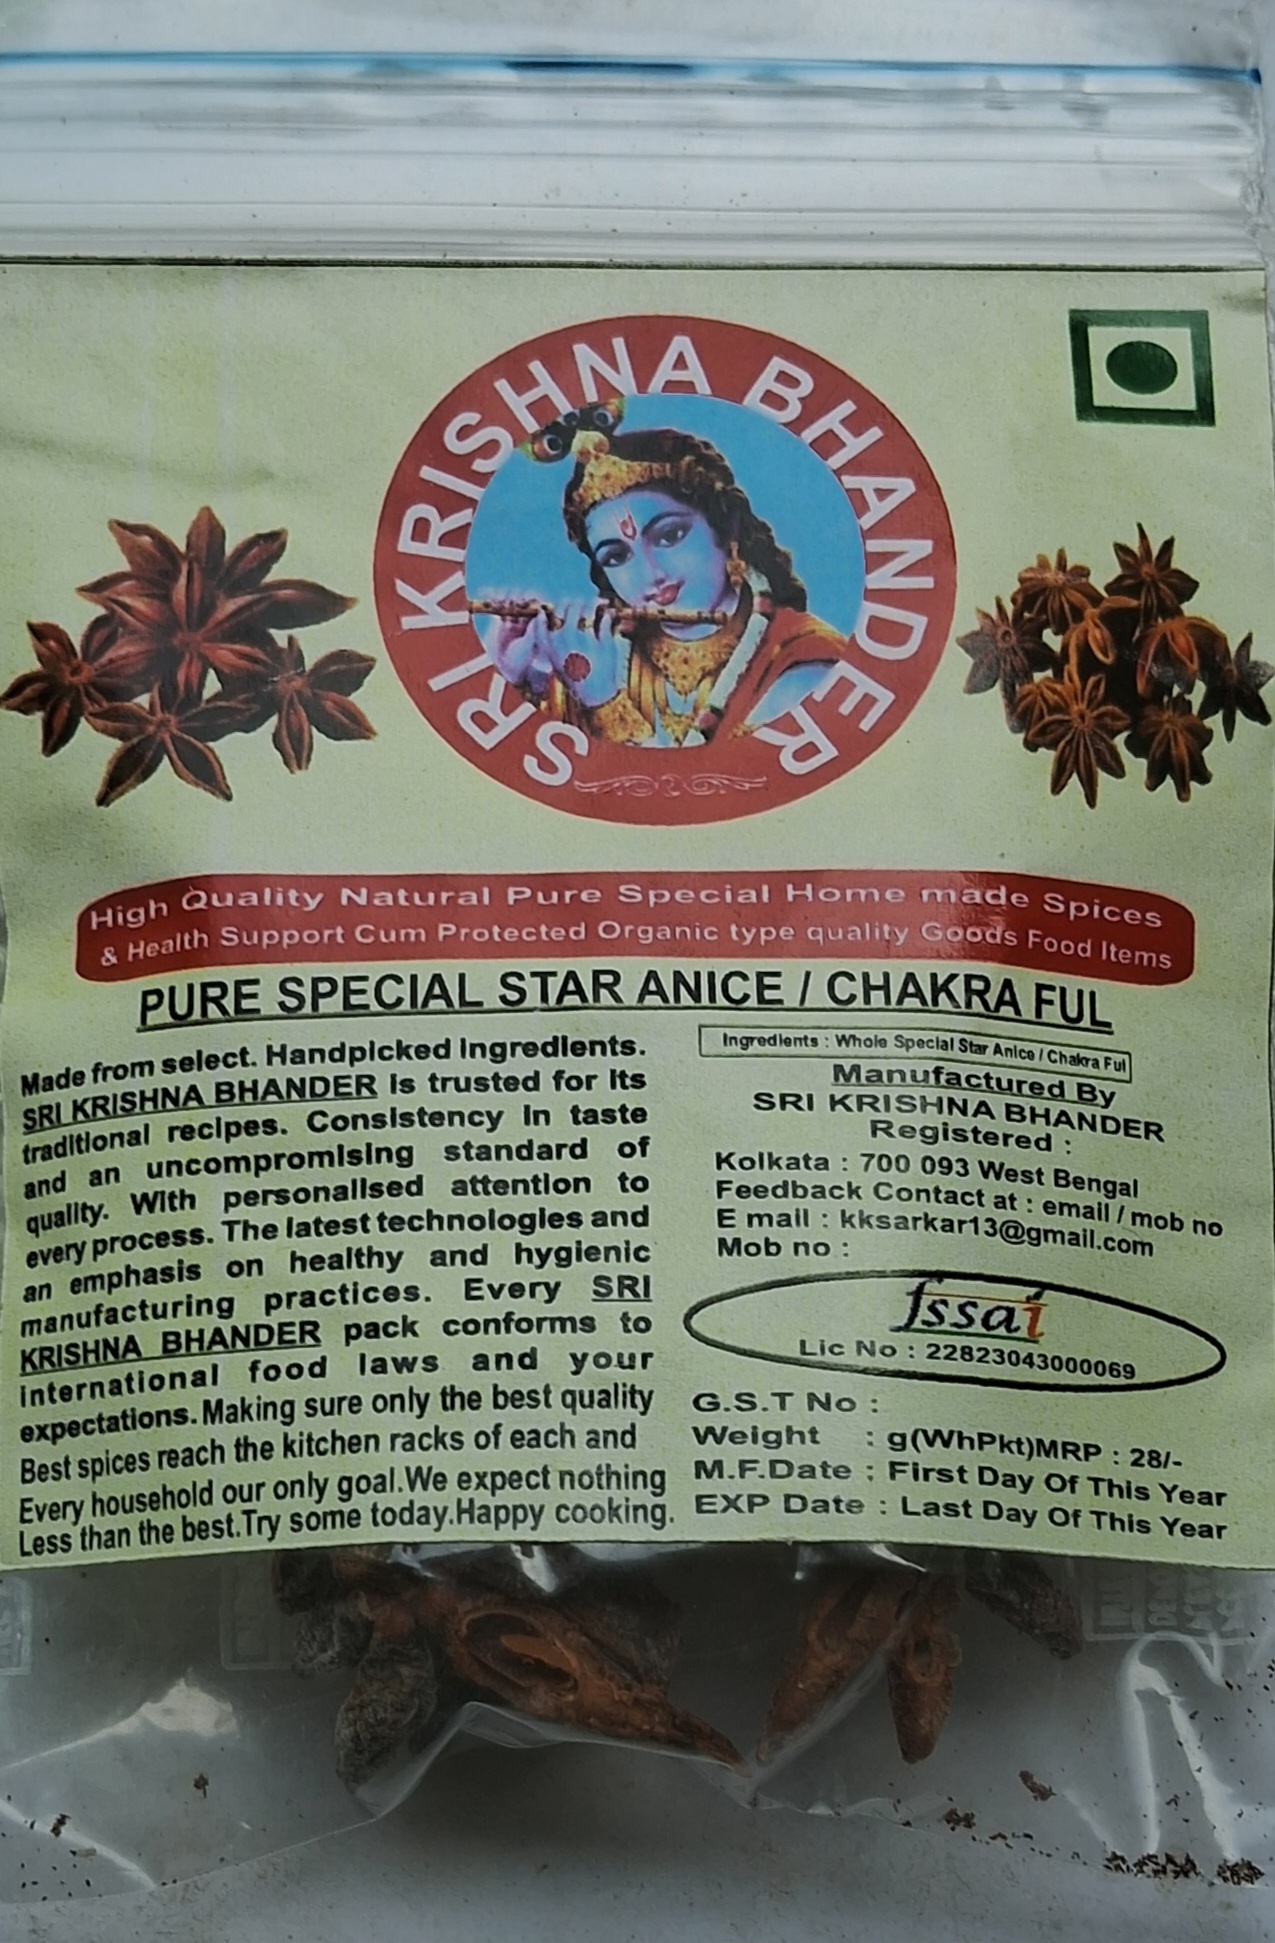 SRI KRISHNA BHANDER
High Quality Natural Pure Special Home made Spices
& Health Support Cum Protected Organic type quality Goods Food Items
PURE SPECIAL STAR ANICE / CHAKRA FUL
Made from select. Handpicked Ingredients.
SRI KRISHNA BHANDER is trusted for its
traditional recipes. Consistency in taste
and an uncompromising standard of
quality. With personalised attention to
every process. The latest technologies and
an emphasis on healthy and hygienic
manufacturing practices. Every SRI
KRISHNA BHANDER pack conforms to
international food laws and your
expectations. Making sure only the best quality
Best spices reach the kitchen racks of each and
Every household our only goal.We expect nothing
Less than the best.Try some today.Happy cooking.
Ingredients : Whole Special Star Anice / Chakra Ful
Manufactured By
SRI KRISHNA BHANDER
Registered :
Kolkata : 700 093 West Bengal
Feedback Contact at : email / mob no
E mail : kksarkar13@gmail.com
Mob no :
fssai
Lic No : 22823043000069
G.S.T No :
Weight : g(WhPkt)MRP : 28/-
M.F.Date : First Day Of This Year
EXP Date : Last Day Of This Year